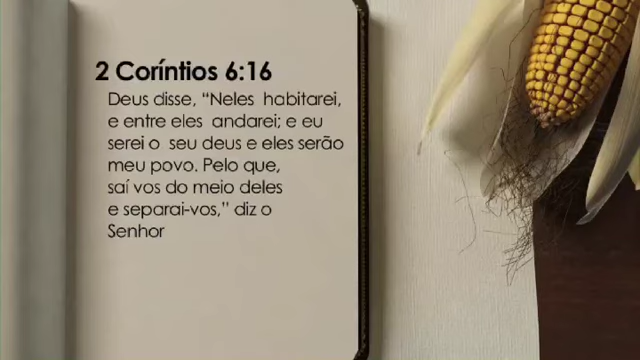 2 Coríntios 6:16
Deus disse, “Neles habitarei,
e entre eles andarei; e eu
serei o seu deus e eles serão
meu povo. Pelo que,
saí vos do meio deles
e separai-vos,” diz o
Senhor